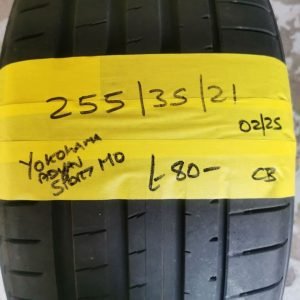 255/35/21
02/25
YOKOHAMA
ADVAN
SPORT MO
£80-
CB